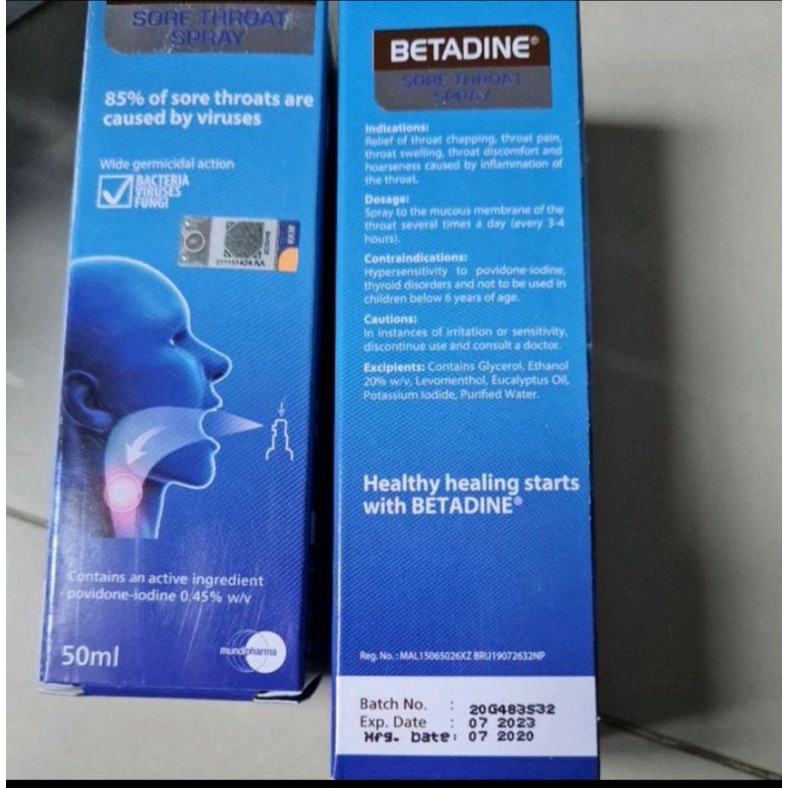 SORE THROAT
SPRAY
85% of sore throats are
caused by viruses
Wide germicidal action
BACTERIA
VIRUSES
FUNGI
50ml
Contains an active ingredient
povidone-iodine 0.45% w/v
mundipharma
BETADINE®
SORE THROAT
SPRAY
Indications:
Relief of throat chapping, throat pain,
throat swelling, throat discomfort and
hoarseness caused by inflammation of
the throat.
Dosage:
Spray to the mucous membrane of the
throat several times a day (every 3-4
hours).
Contraindications:
Hypersensitivity to povidone-iodine,
thyroid disorders and not to be used in
children below 6 years of age.
Cautions:
In instances of irritation or sensitivity,
discontinue use and consult a doctor.
Excipients: Contains Glycerol, Ethanol
20% w/v, Levomenthol, Eucalyptus Oil,
Potassium Iodide, Purified Water.
Healthy healing starts
with BETADINE®
Reg. No.: MAL15065026XZ BRU19072632NP
Batch No. : 20G483S32
Exp. Date : 07 2023
Mfg. Date: 07 2020